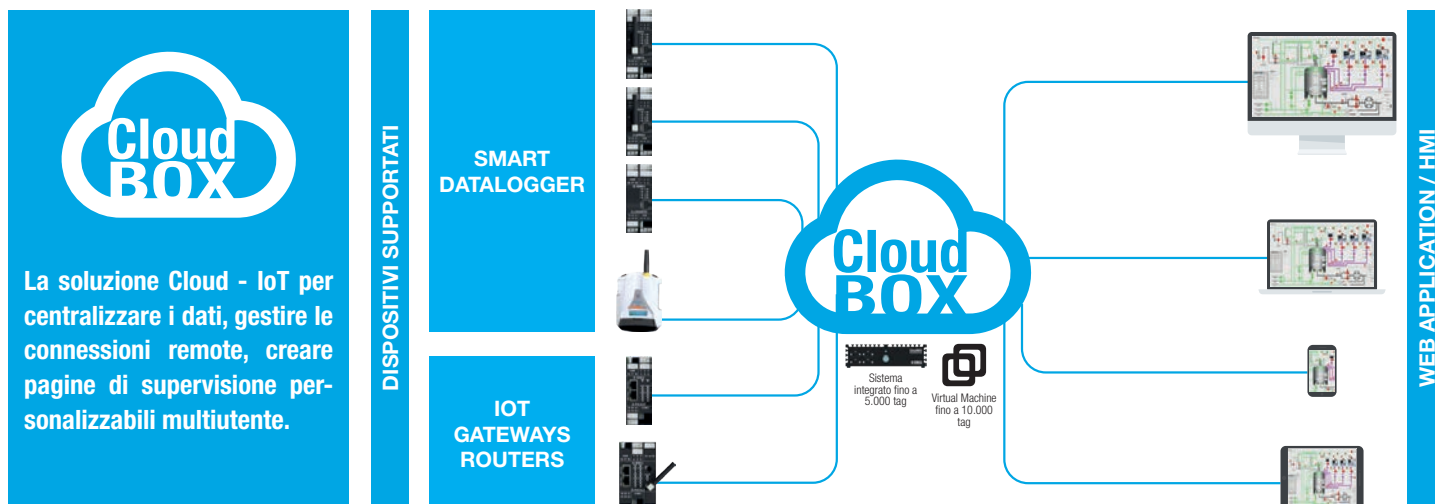 Cloud
BOX
La soluzione Cloud - IoT per
centralizzare i dati, gestire le
connessioni remote, creare
pagine di supervisione per-
sonalizzabili multiutente.
DISPOSITIVI SUPPORTATI
SMART
DATALOGGER
IOT
GATEWAYS
ROUTERS
Cloud
BOX
Sistema
integrato fino a
5.000 tag
Virtual Machine
fino a 10.000
tag
WEB APPLICATION / HMI